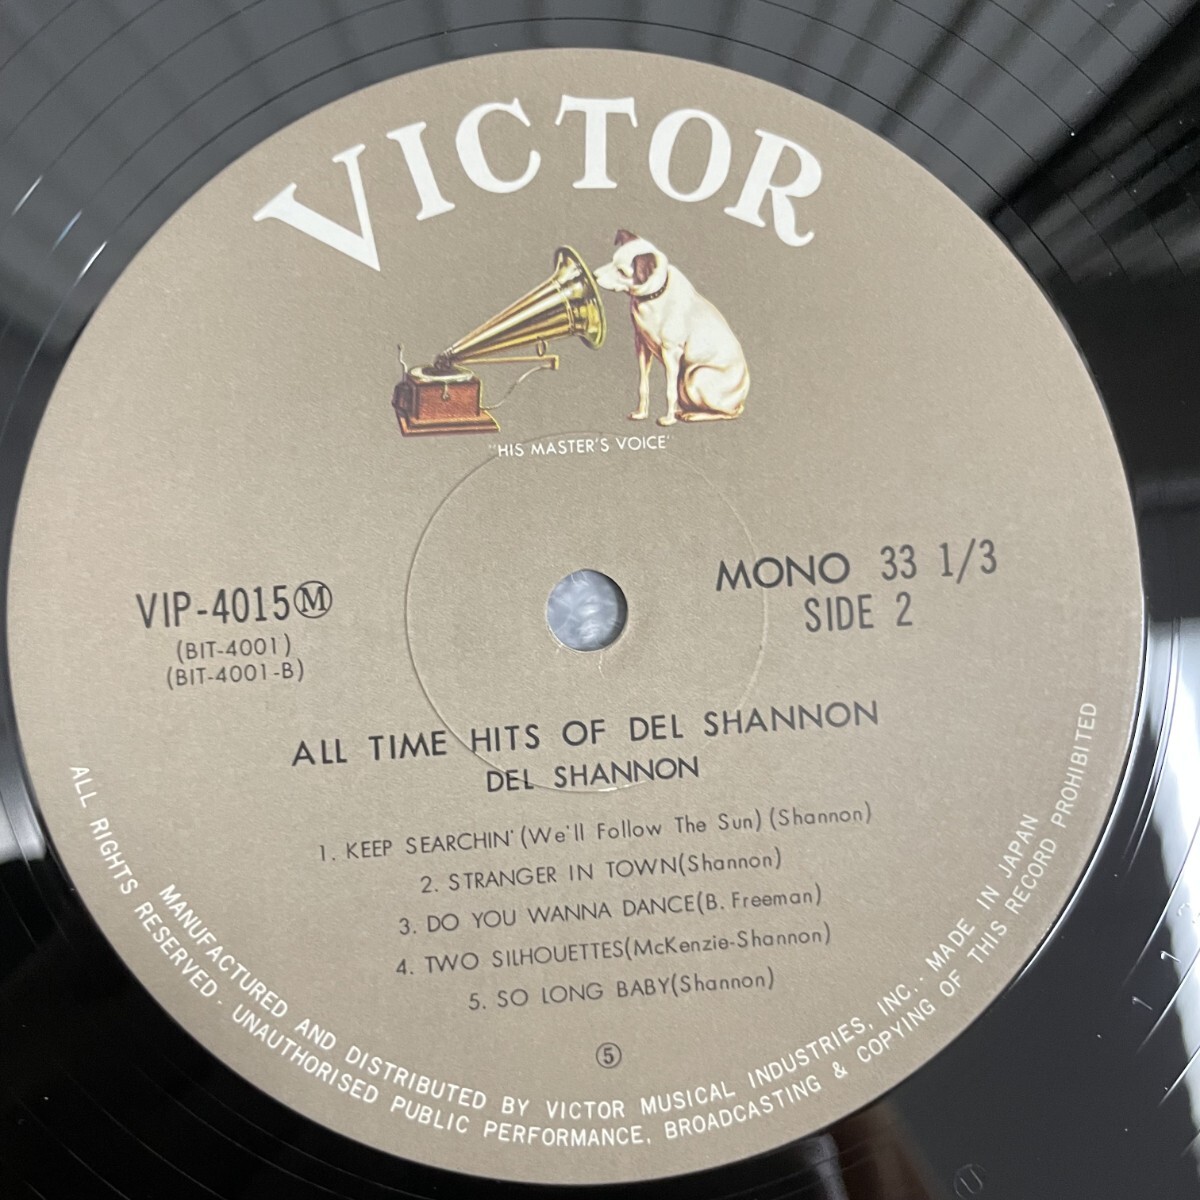 VICTOR
"HIS MASTER'S VOICE'
VIP-4015Ⓜ
(BIT-4001)
(BIT-4001-B)
MONO 33 1/3
SIDE 2
ALL TIME HITS OF DEL SHANNON
DEL SHANNON
1. KEEP SEARCHIN' (We'll Follow The Sun) (Shannon)
2. STRANGER IN TOWN(Shannon)
3. DO YOU WANNA DANCE(B. Freeman)
4. TWO SILHOUETTES(McKenzie-Shannon)
5. SO LONG BABY(Shannon)
⑤
MANUFACTURED AND DISTRIBUTED BY VICTOR MUSICAL INDUSTRIES, INC.. MADE IN JAPAN
ALL RIGHTS RESERVED. UNAUTHORISED PUBLIC PERFORMANCE, BROADCASTING & COPYING OF THIS RECORD PROHIBITED